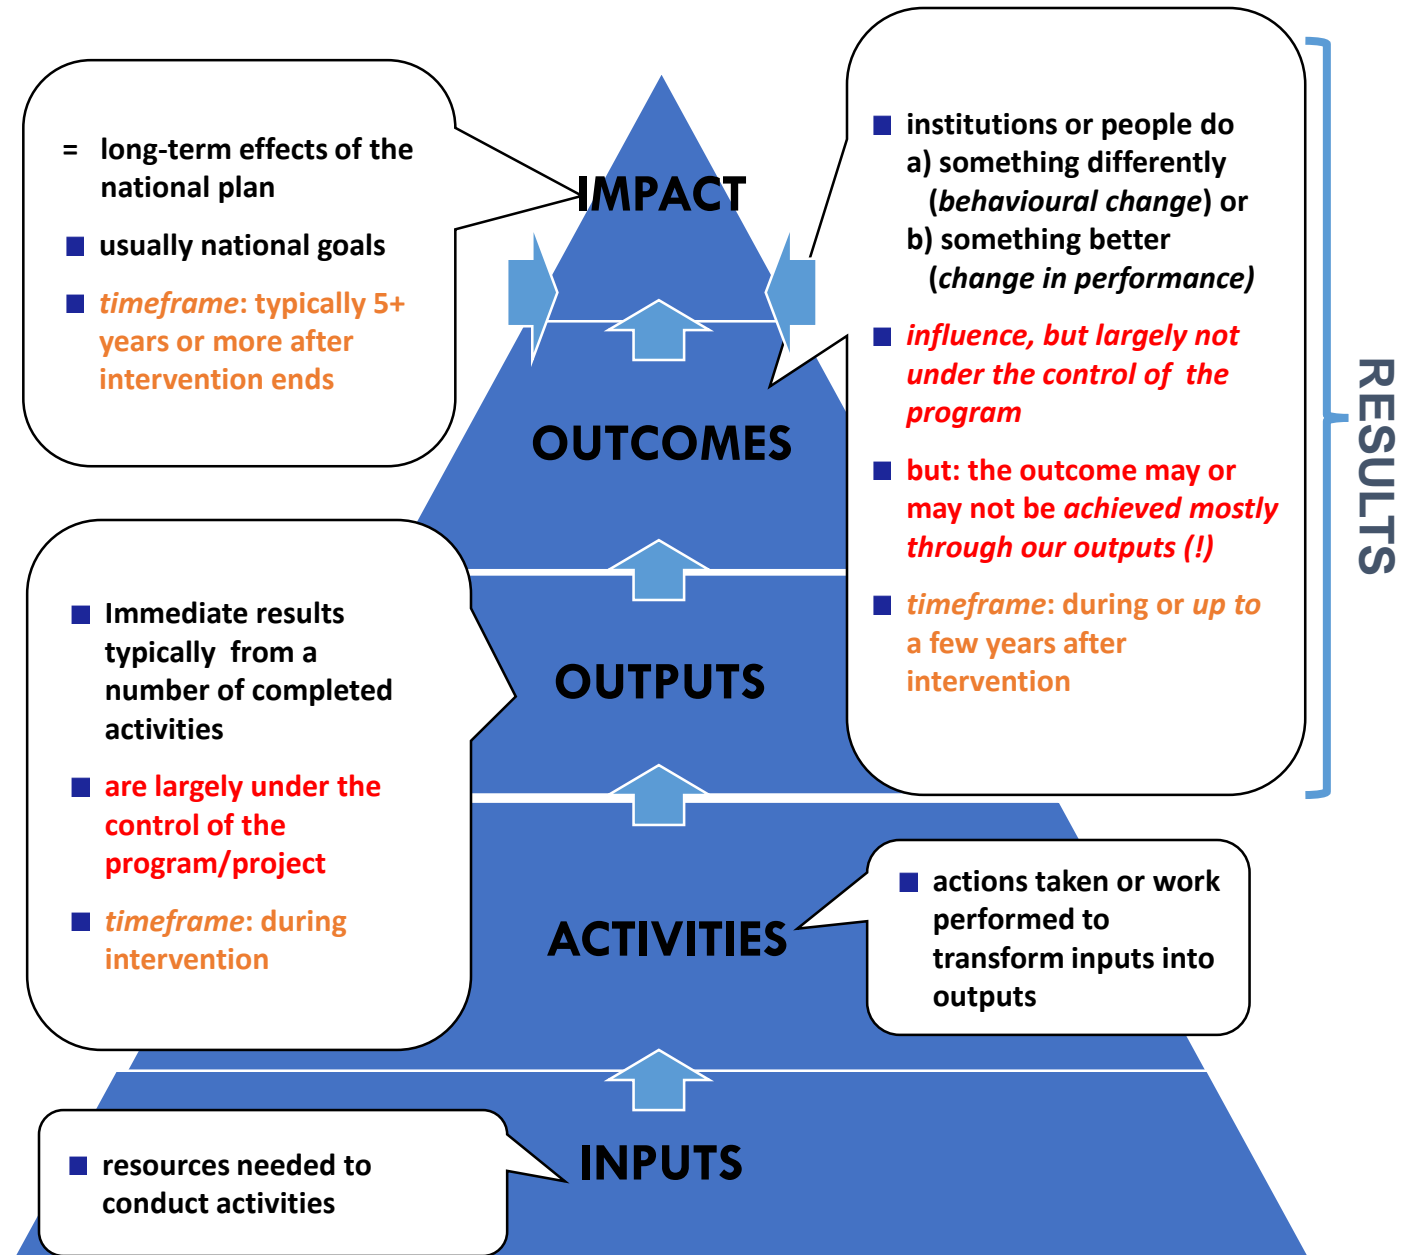 = long-term effects of the
national plan
■ usually national goals
■ timeframe: typically 5+
years or more after
intervention ends
IMPACT
■ institutions or people do
a) something differently
(behavioural change) or
b) something better
(change in performance)
■ influence, but largely not
under the control of the
program
■ but: the outcome may or
may not be achieved mostly
through our outputs (!)
■ timeframe: during or up to
a few years after
intervention
RESULTS
OUTCOMES
■ Immediate results
typically from a
number of completed
activities
■ are largely under the
control of the
program/project
■ timeframe: during
intervention
OUTPUTS
ACTIVITIES
■ actions taken or work
performed to
transform inputs into
outputs
■ resources needed to
conduct activities
INPUTS